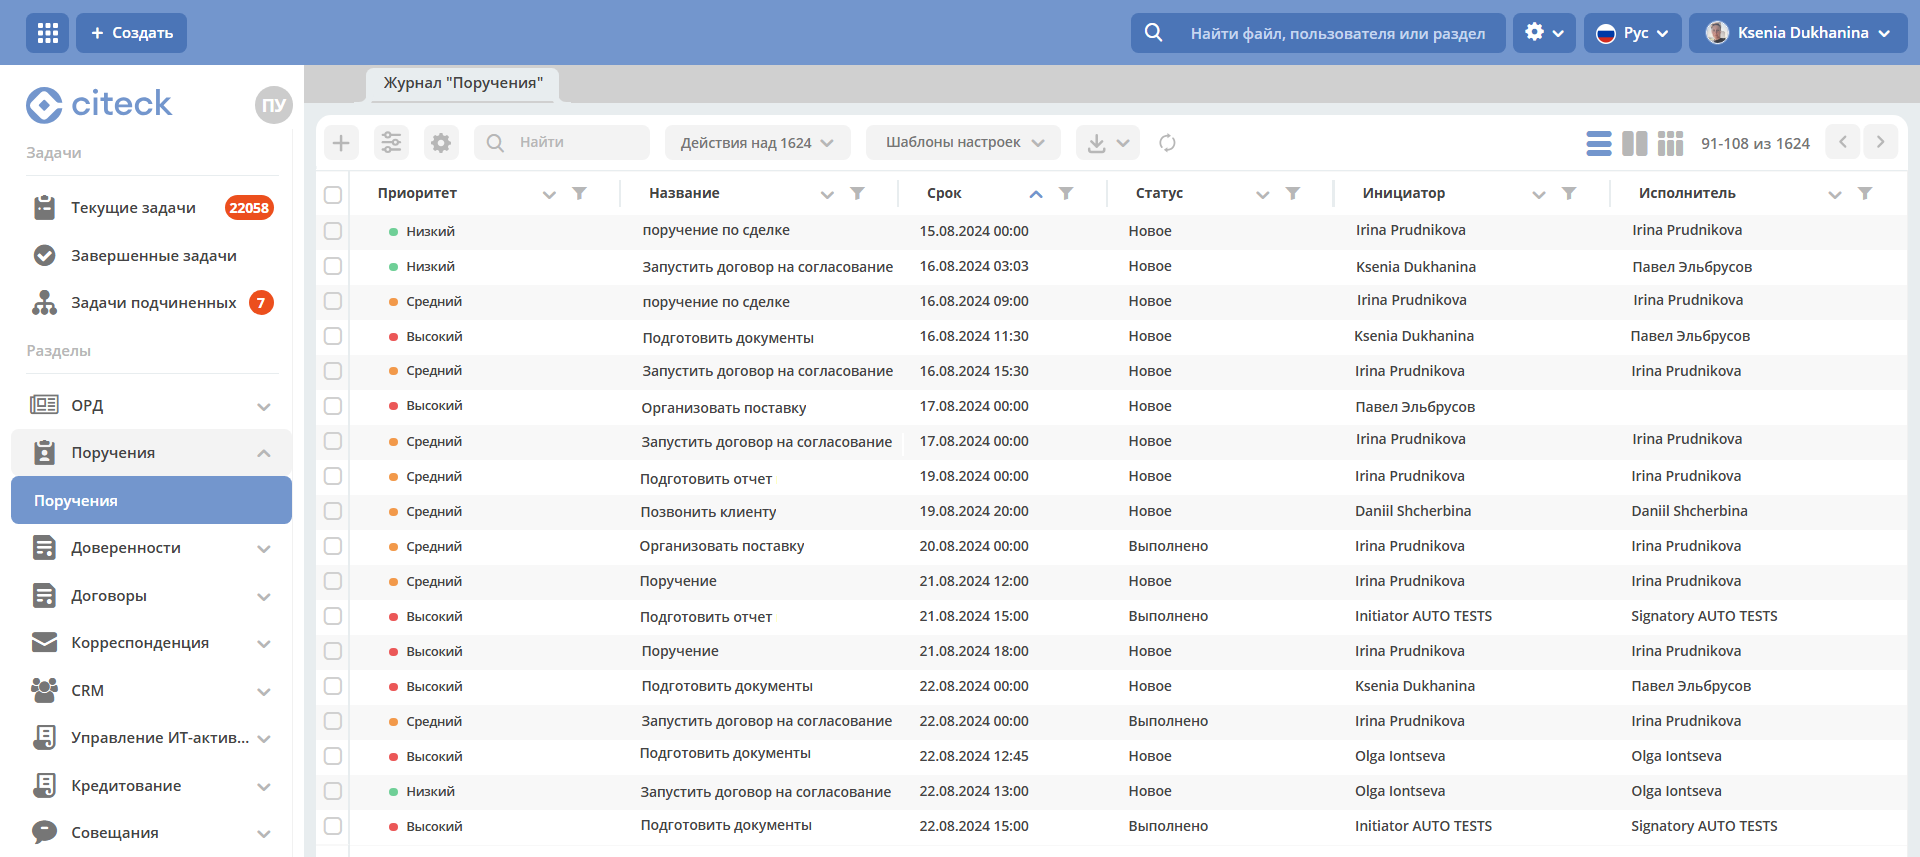 + Создать
Найти файл, пользователя или раздел
Рус
Ksenia Dukhanina
citeck
ПУ
Задачи
Текущие задачи 22058
Завершенные задачи
Задачи подчиненных 7
Разделы
ОРД
Поручения
Поручения
Доверенности
Договоры
Корреспонденция
CRM
Управление ИТ-актив...
Кредитование
Совещания
Журнал "Поручения"
Найти
Действия над 1624
Шаблоны настроек
91-108 из 1624
Приоритет Название Срок Статус Инициатор Исполнитель
Низкий поручение по сделке 15.08.2024 00:00 Новое Irina Prudnikova Irina Prudnikova
Низкий Запустить договор на согласование 16.08.2024 03:03 Новое Ksenia Dukhanina Павел Эльбрусов
Средний поручение по сделке 16.08.2024 09:00 Новое Irina Prudnikova Irina Prudnikova
Высокий Подготовить документы 16.08.2024 11:30 Новое Ksenia Dukhanina Павел Эльбрусов
Средний Запустить договор на согласование 16.08.2024 15:30 Новое Irina Prudnikova Irina Prudnikova
Высокий Организовать поставку 17.08.2024 00:00 Новое Павел Эльбрусов
Средний Запустить договор на согласование 17.08.2024 00:00 Новое Irina Prudnikova Irina Prudnikova
Средний Подготовить отчет 19.08.2024 00:00 Новое Irina Prudnikova Irina Prudnikova
Средний Позвонить клиенту 19.08.2024 20:00 Новое Daniil Shcherbina Daniil Shcherbina
Средний Организовать поставку 20.08.2024 00:00 Выполнено Irina Prudnikova Irina Prudnikova
Средний Поручение 21.08.2024 12:00 Новое Irina Prudnikova Irina Prudnikova
Высокий Подготовить отчет 21.08.2024 15:00 Выполнено Initiator AUTO TESTS Signatory AUTO TESTS
Высокий Поручение 21.08.2024 18:00 Новое Irina Prudnikova Irina Prudnikova
Высокий Подготовить документы 22.08.2024 00:00 Новое Ksenia Dukhanina Павел Эльбрусов
Средний Запустить договор на согласование 22.08.2024 00:00 Выполнено Irina Prudnikova Irina Prudnikova
Высокий Подготовить документы 22.08.2024 12:45 Новое Olga Iontseva Olga Iontseva
Низкий Запустить договор на согласование 22.08.2024 13:00 Новое Olga Iontseva Olga Iontseva
Высокий Подготовить документы 22.08.2024 15:00 Выполнено Initiator AUTO TESTS Signatory AUTO TESTS